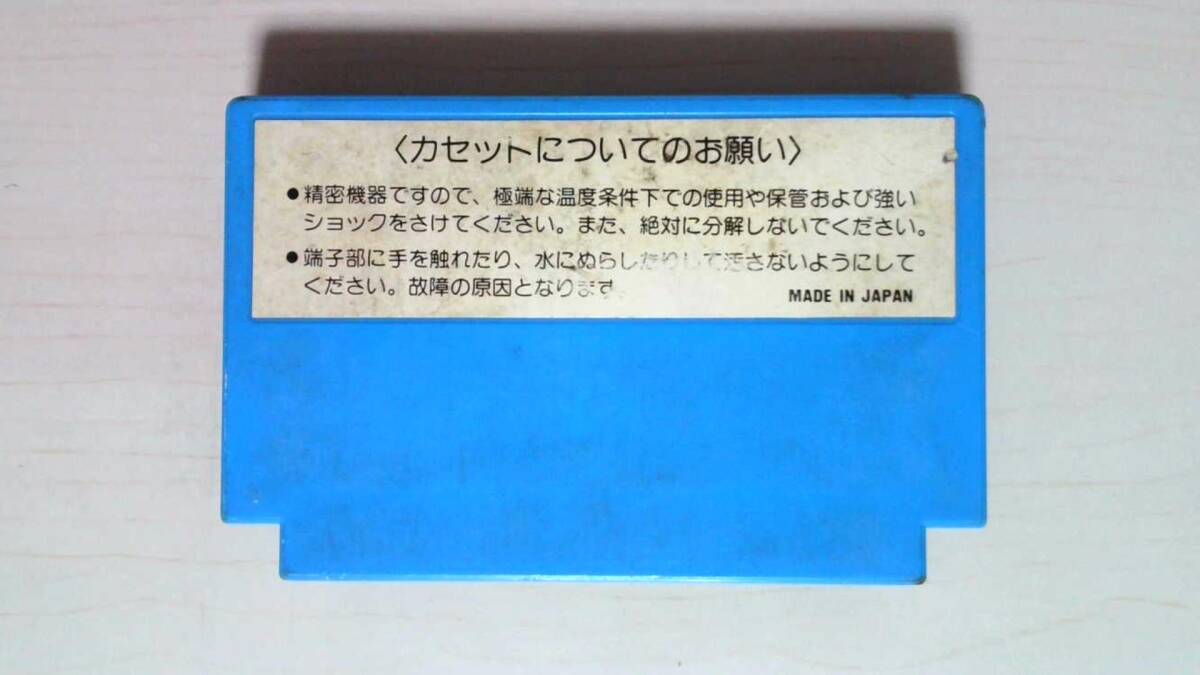 〈カセットについてのお願い〉
●精密機器ですので、極端な温度条件下での使用や保管および強い
ショックをさけてください。また、絶対に分解しないでください。
●端子部に手を触れたり、水にぬらしたりして汚さないようにして
ください。故障の原因となります。
MADE IN JAPAN